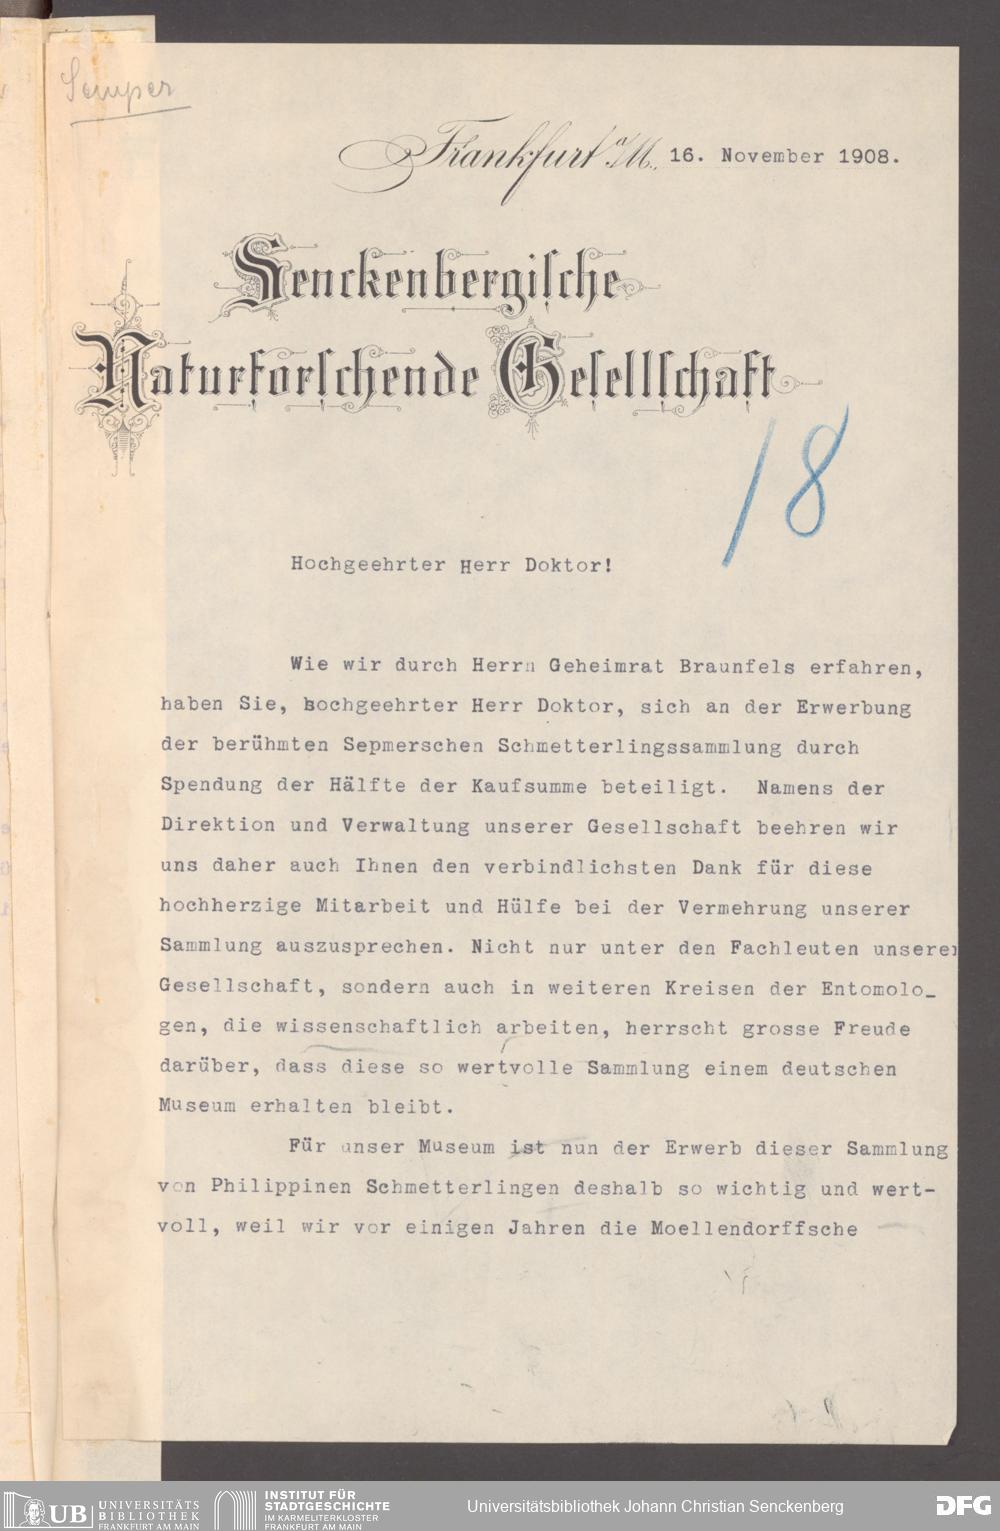 Semper
Frankfurt a/M., 16. November 1908.
Senckenbergische
Naturforschende Gesellschaft
18
Hochgeehrter Herr Doktor!
Wie wir durch Herrn Geheimrat Braunfels erfahren,
haben Sie, hochgeehrter Herr Doktor, sich an der Erwerbung
der berühmten Sepmerschen Schmetterlingssammlung durch
Spendung der Hälfte der Kaufsumme beteiligt. Namens der
Direktion und Verwaltung unserer Gesellschaft beehren wir
uns daher auch Ihnen den verbindlichsten Dank für diese
hochherzige Mitarbeit und Hülfe bei der Vermehrung unserer
Sammlung auszusprechen. Nicht nur unter den Fachleuten unserer
Gesellschaft, sondern auch in weiteren Kreisen der Entomolo_
gen, die wissenschaftlich arbeiten, herrscht grosse Freude
darüber, dass diese so wertvolle Sammlung einem deutschen
Museum erhalten bleibt.
Für unser Museum ist nun der Erwerb dieser Sammlung
von Philippinen Schmetterlingen deshalb so wichtig und wert-
voll, weil wir vor einigen Jahren die Moellendorffsche
UB UNIVERSITÄTS
BIBLIOTHEK
FRANKFURT AM MAIN
INSTITUT FÜR
STADTGESCHICHTE
IM KARMELITERKLOSTER
FRANKFURT AM MAIN
Universitätsbibliothek Johann Christian Senckenberg
DFG